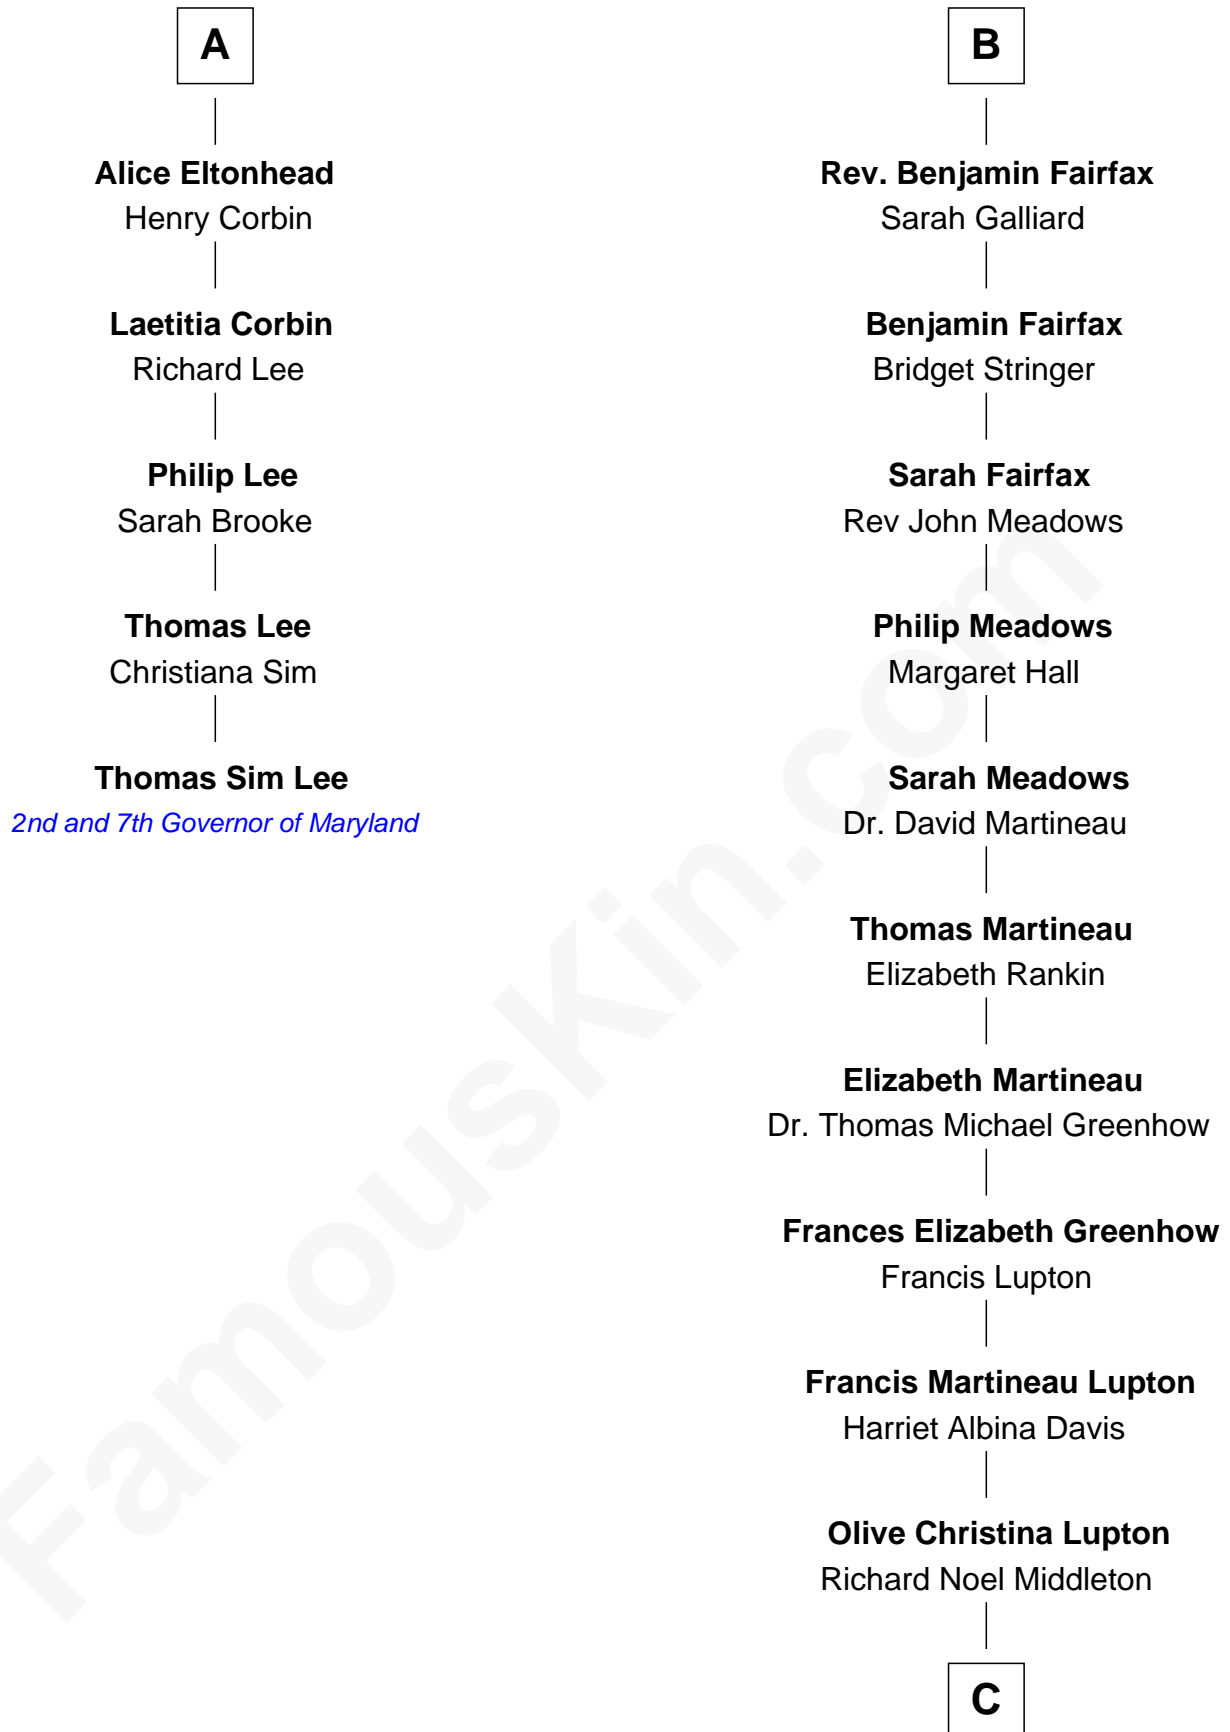 A
Alice Eltonhead
Henry Corbin
Laetitia Corbin
Richard Lee
Philip Lee
Sarah Brooke
Thomas Lee
Christiana Sim
Thomas Sim Lee
2nd and 7th Governor of Maryland
B
Rev. Benjamin Fairfax
Sarah Galliard
Benjamin Fairfax
Bridget Stringer
Sarah Fairfax
Rev John Meadows
Philip Meadows
Margaret Hall
Sarah Meadows
Dr. David Martineau
Thomas Martineau
Elizabeth Rankin
Elizabeth Martineau
Dr. Thomas Michael Greenhow
Frances Elizabeth Greenhow
Francis Lupton
Francis Martineau Lupton
Harriet Albina Davis
Olive Christina Lupton
Richard Noel Middleton
C
FamousKin.com